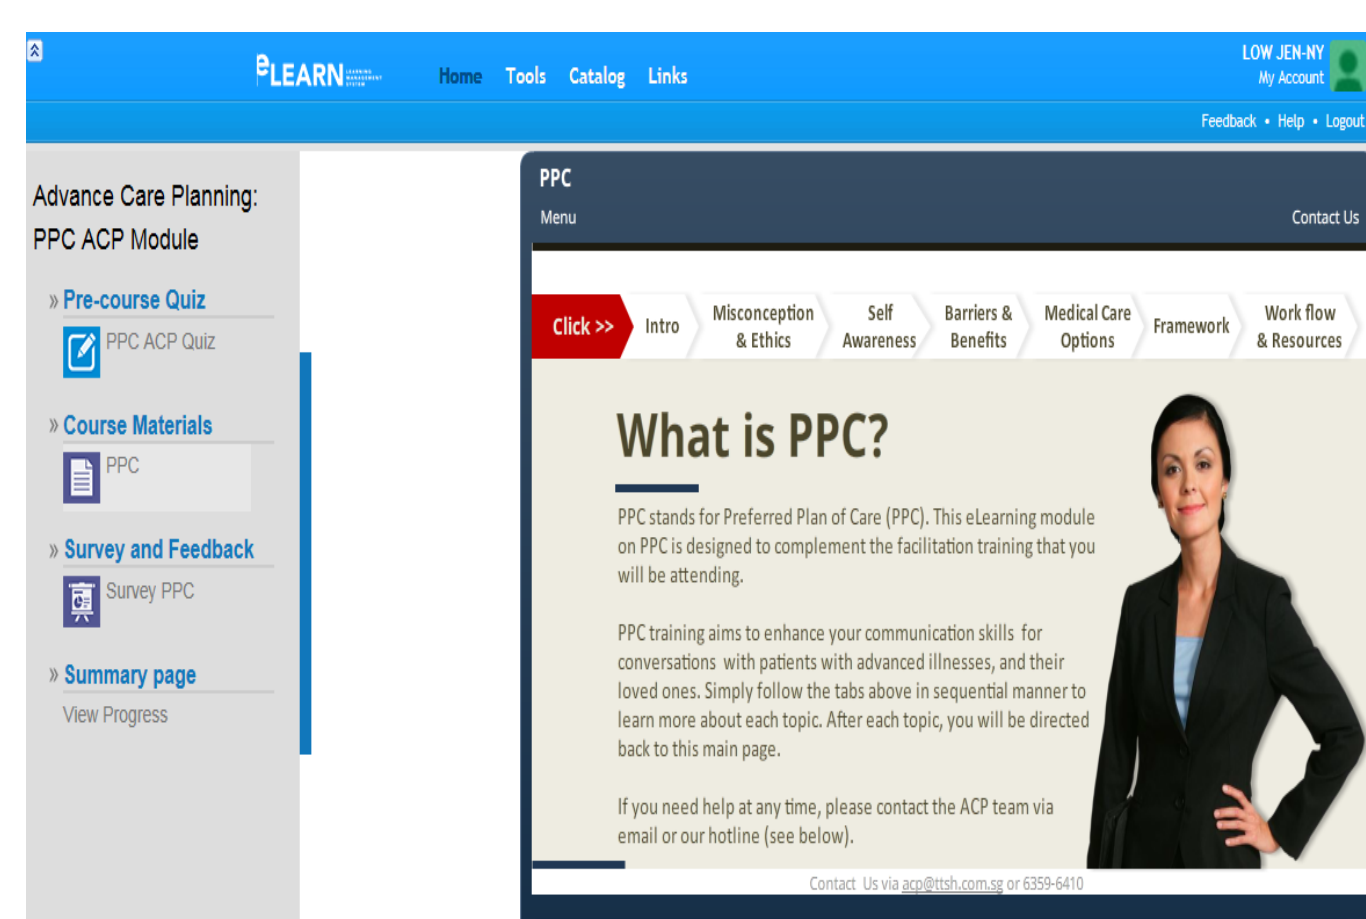 eLEARN LEARNING MANAGEMENT SYSTEM
Home Tools Catalog Links
LOW JEN-NY
My Account
Feedback • Help • Logout
Advance Care Planning:
PPC ACP Module
» Pre-course Quiz
PPC ACP Quiz
» Course Materials
PPC
» Survey and Feedback
Survey PPC
» Summary page
View Progress
PPC
Menu
Contact Us
Click >>
Intro
Misconception
& Ethics
Self
Awareness
Barriers &
Benefits
Medical Care
Options
Framework
Work flow
& Resources
What is PPC?
PPC stands for Preferred Plan of Care (PPC). This eLearning module
on PPC is designed to complement the facilitation training that you
will be attending.
PPC training aims to enhance your communication skills for
conversations with patients with advanced illnesses, and their
loved ones. Simply follow the tabs above in sequential manner to
learn more about each topic. After each topic, you will be directed
back to this main page.
If you need help at any time, please contact the ACP team via
email or our hotline (see below).
Contact Us via acp@ttsh.com.sg or 6359-6410